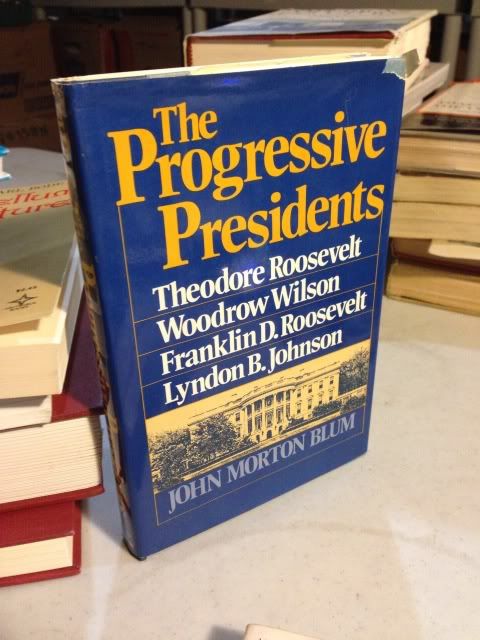 The
Progressive
Presidents
Theodore Roosevelt
Woodrow Wilson
Franklin D. Roosevelt
Lyndon B. Johnson
JOHN MORTON BLUM